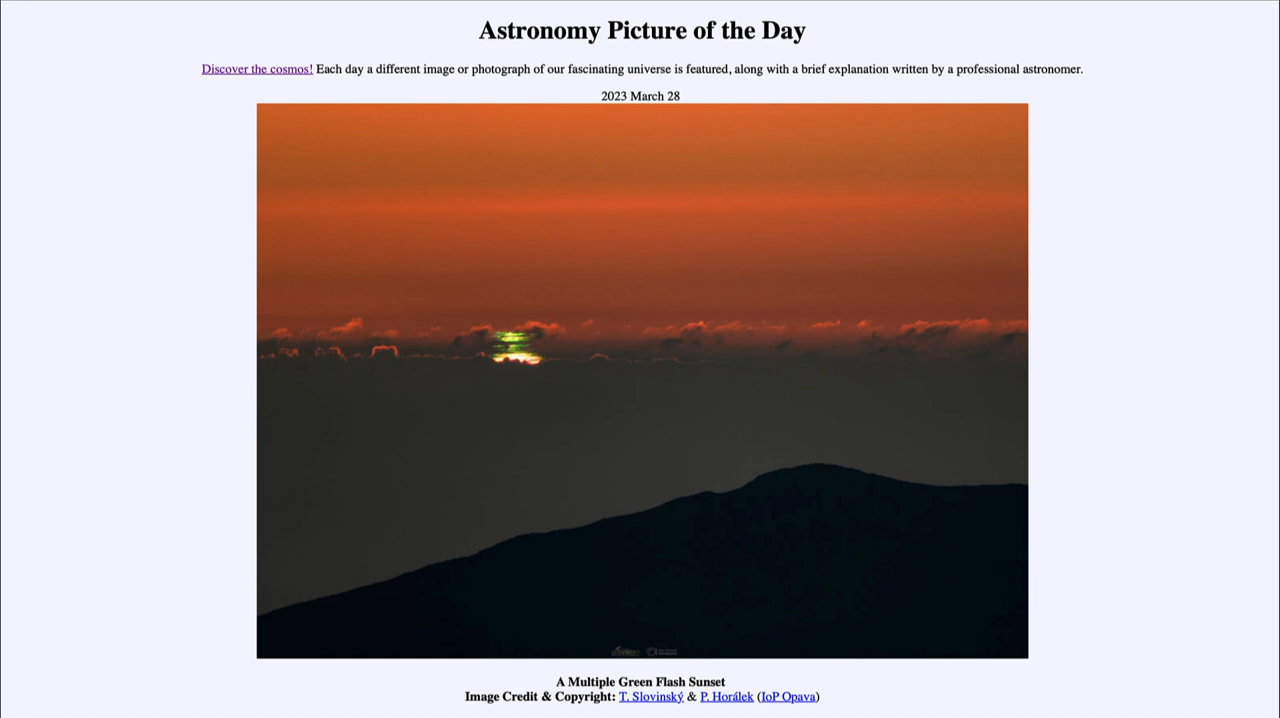 Astronomy Picture of the Day
Discover the cosmos! Each day a different image or photograph of our fascinating universe is featured, along with a brief explanation written by a professional astronomer.
2023 March 28
A Multiple Green Flash Sunset
Image Credit & Copyright: T. Slovinský & P. Horálek (IoP Opava)